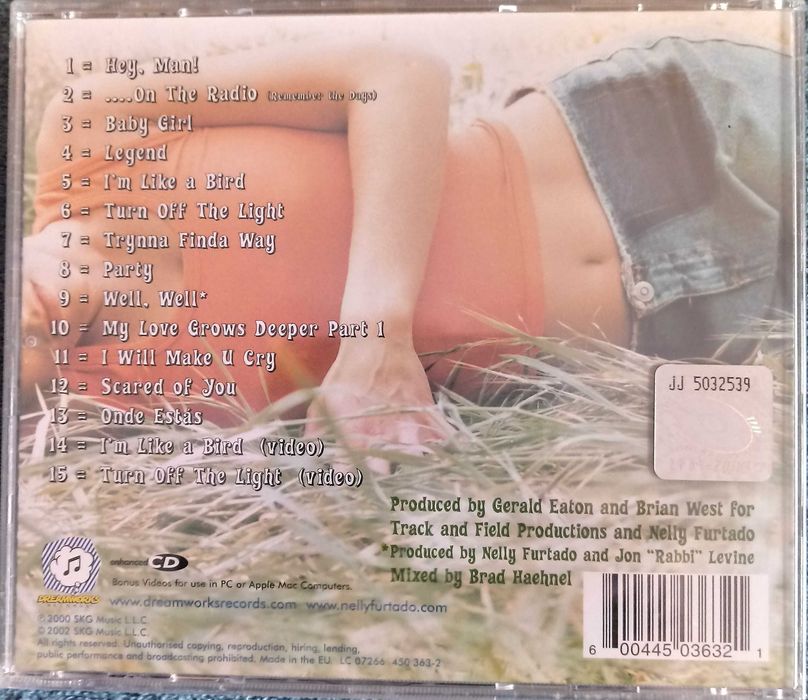 1 = Hey, Man!
2 = ....On The Radio (Remember the Days)
3 = Baby Girl
4 = Legend
5 = I'm Like a Bird
6 = Turn Off The Light
7 = Trynna Finda Way
8 = Party
9 = Well, Well*
10 = My Love Grows Deeper Part 1
11 = I Will Make U Cry
12 = Scared of You
13 = Onde Estás
14 = I'm Like a Bird (video)
15 = Turn Off The Light (video)
JJ 5032539
Produced by Gerald Eaton and Brian West for
Track and Field Productions and Nelly Furtado
*Produced by Nelly Furtado and Jon "Rabbi" Levine
Mixed by Brad Haehnel
enhanced CD
Bonus Videos for use in PC or Apple Mac Computers.
DREAMWORKS
www.dreamworksrecords.com www.nellyfurtado.com
℗ 2000 SKG Music L.L.C.
© 2002 SKG Music L.L.C.
All rights reserved. Unauthorised copying, reproduction, hiring, lending,
public performance and broadcasting prohibited. Made in the EU. LC 07266 450 363-2
6 00445 03632 1